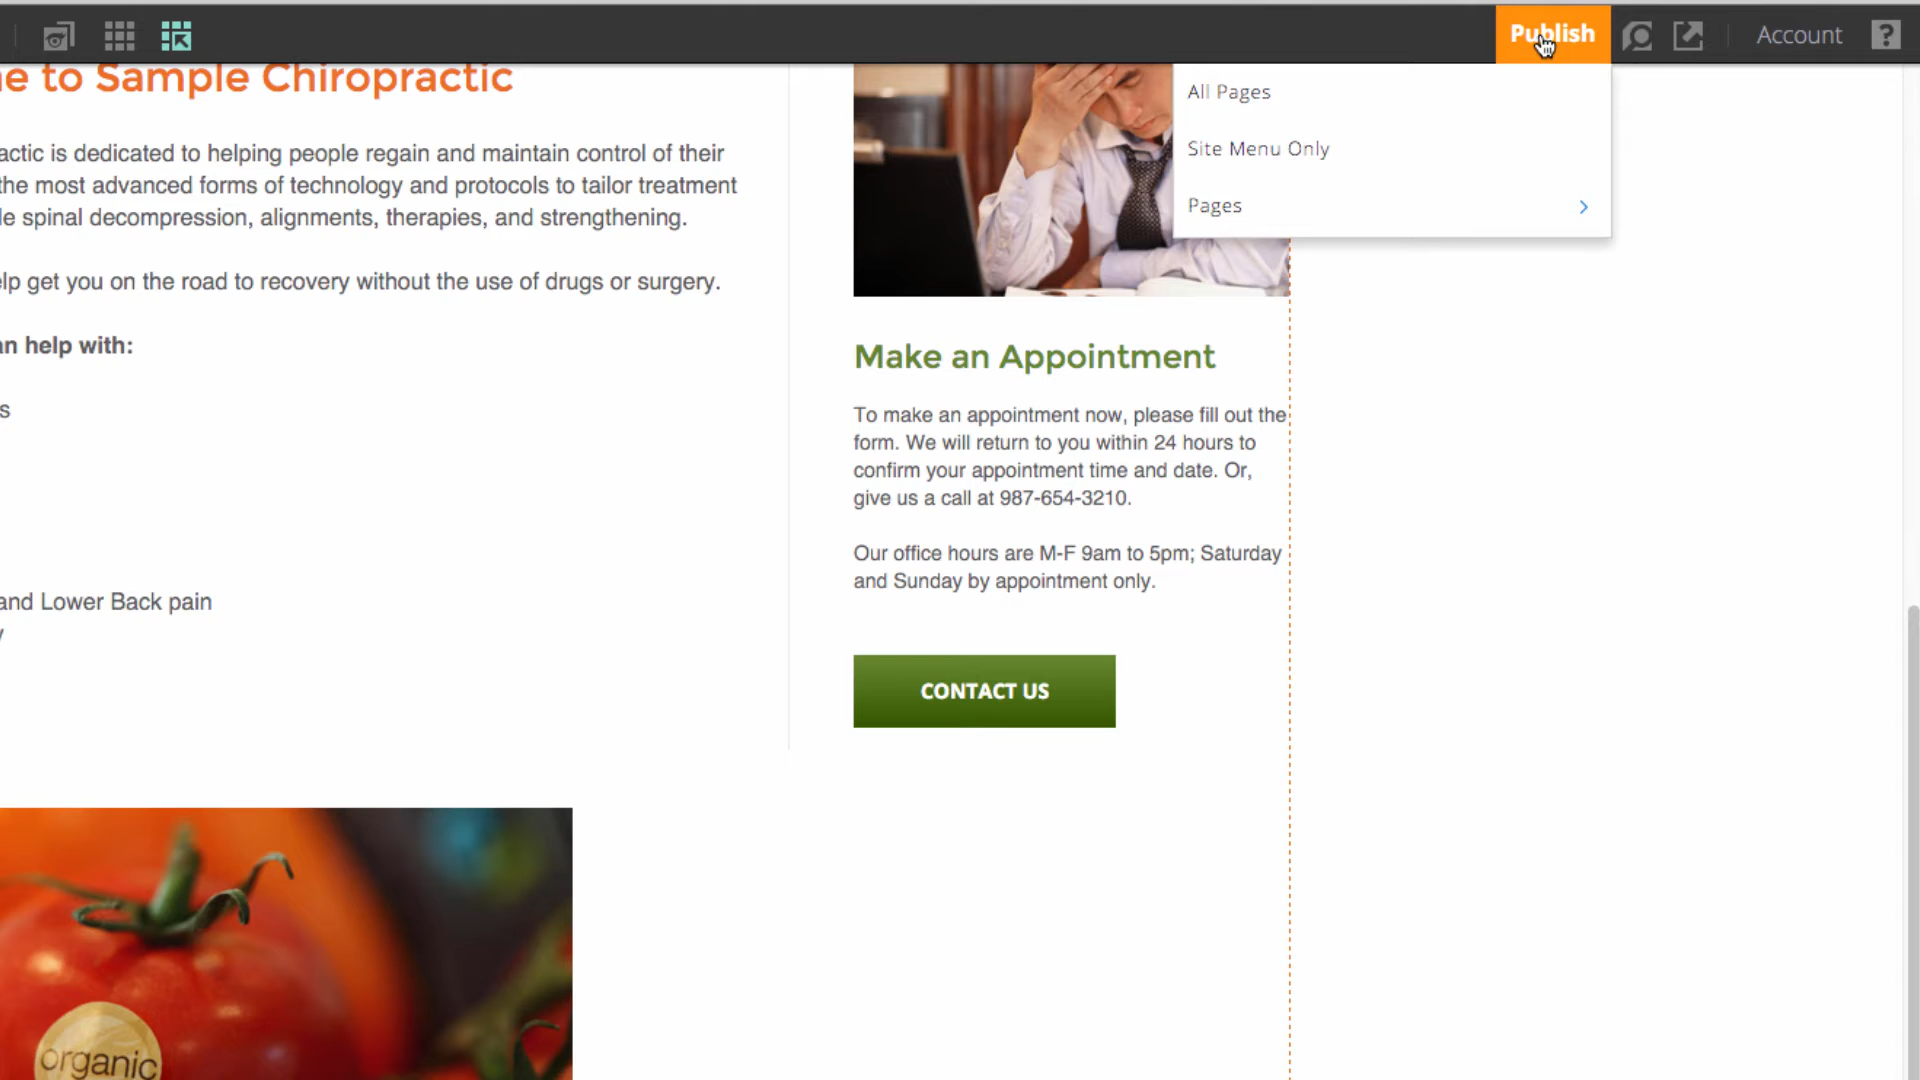 Publish
Account
?
e to Sample Chiropractic
All Pages
Site Menu Only
Pages
actic is dedicated to helping people regain and maintain control of their
the most advanced forms of technology and protocols to tailor treatment
le spinal decompression, alignments, therapies, and strengthening.
lp get you on the road to recovery without the use of drugs or surgery.
an help with:
s
and Lower Back pain
y
Make an Appointment
To make an appointment now, please fill out the
form. We will return to you within 24 hours to
confirm your appointment time and date. Or,
give us a call at 987-654-3210.
Our office hours are M-F 9am to 5pm; Saturday
and Sunday by appointment only.
CONTACT US
organic